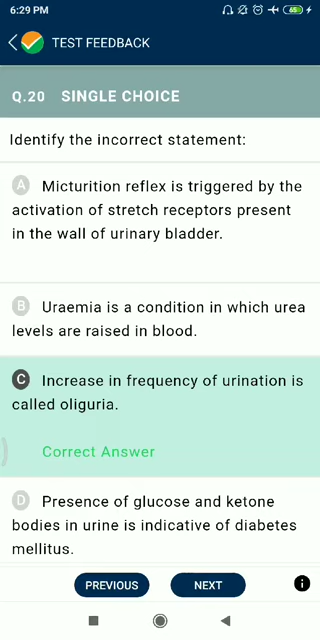 6:29 PM
65
TEST FEEDBACK
Q.20 SINGLE CHOICE
Identify the incorrect statement:
A Micturition reflex is triggered by the
activation of stretch receptors present
in the wall of urinary bladder.
B Uraemia is a condition in which urea
levels are raised in blood.
C Increase in frequency of urination is
called oliguria.
Correct Answer
D Presence of glucose and ketone
bodies in urine is indicative of diabetes
mellitus.
PREVIOUS NEXT